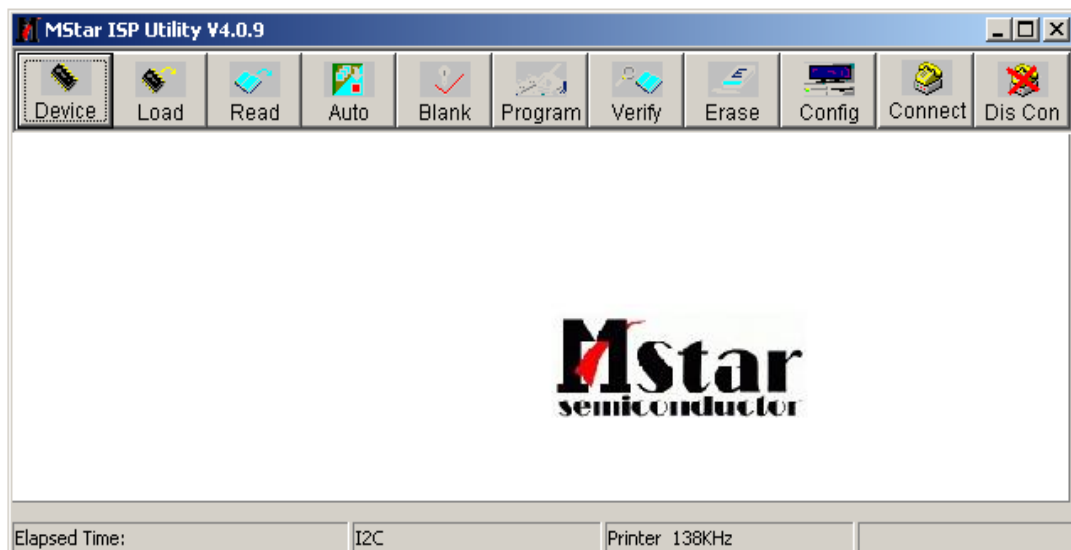 MStar ISP Utility V4.0.9
Device Load Read Auto Blank Program Verify Erase Config Connect Dis Con
MStar
semiconductor
Elapsed Time: I2C Printer 138KHz